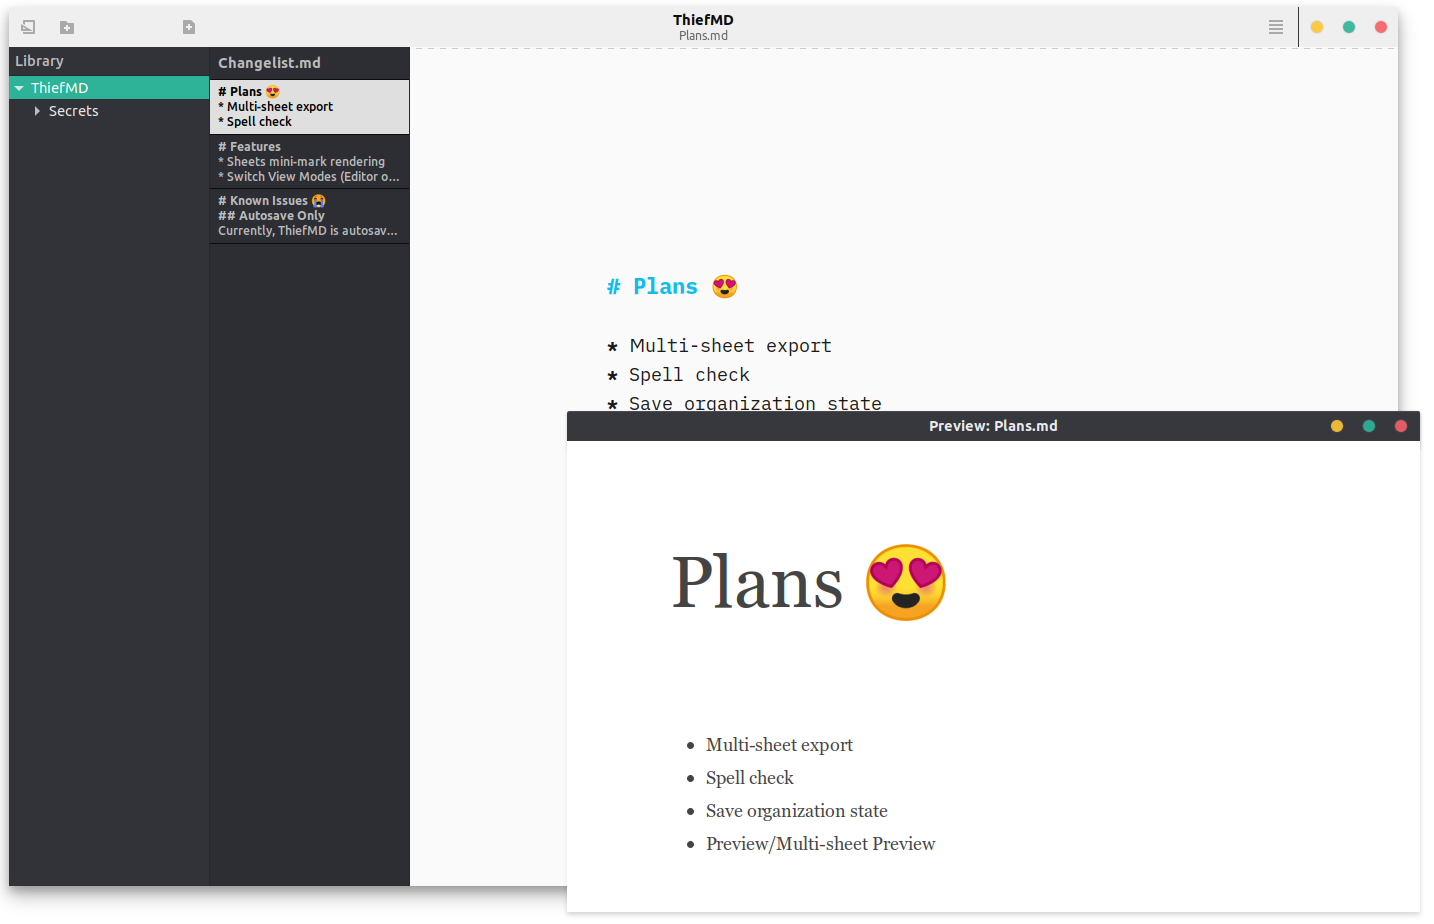 ThiefMD
Plans.md
Library
ThiefMD
Secrets
Changelist.md
# Plans 😍
* Multi-sheet export
* Spell check
# Features
* Sheets mini-mark rendering
* Switch View Modes (Editor o...
# Known Issues 😭
## Autosave Only
Currently, ThiefMD is autosav...
# Plans 😍
* Multi-sheet export
* Spell check
* Save organization state
Preview: Plans.md
Plans 😍
• Multi-sheet export
• Spell check
• Save organization state
• Preview/Multi-sheet Preview